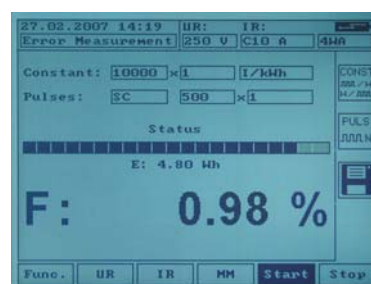 27.02.2007 14:19 UR: IR:
Error Measurement 250 V C10 A 4WA
Constant: 10000 x 1 I/kWh CONST
Pulses: SC 500 x 1
PULS
Status
E: 4.80 Wh
F: 0.98 %
Func. UR IR MM Start Stop